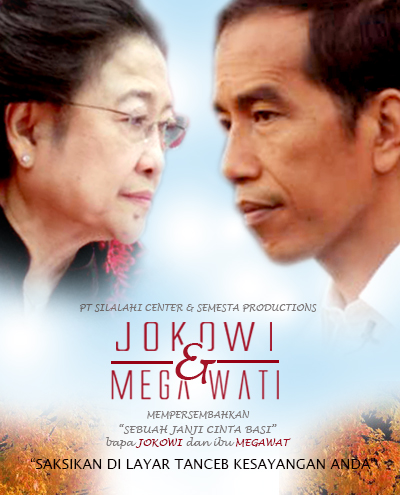 PT SILALAHI CENTER & SEMESTA PRODUCTIONS
JOKOWI
&
MEGAWATI
MEMPERSEMBAHKAN
"SEBUAH JANJI CINTA BASI"
bapa JOKOWI dan ibu MEGAWAT
"SAKSIKAN DI LAYAR TANCEB KESAYANGAN ANDA"